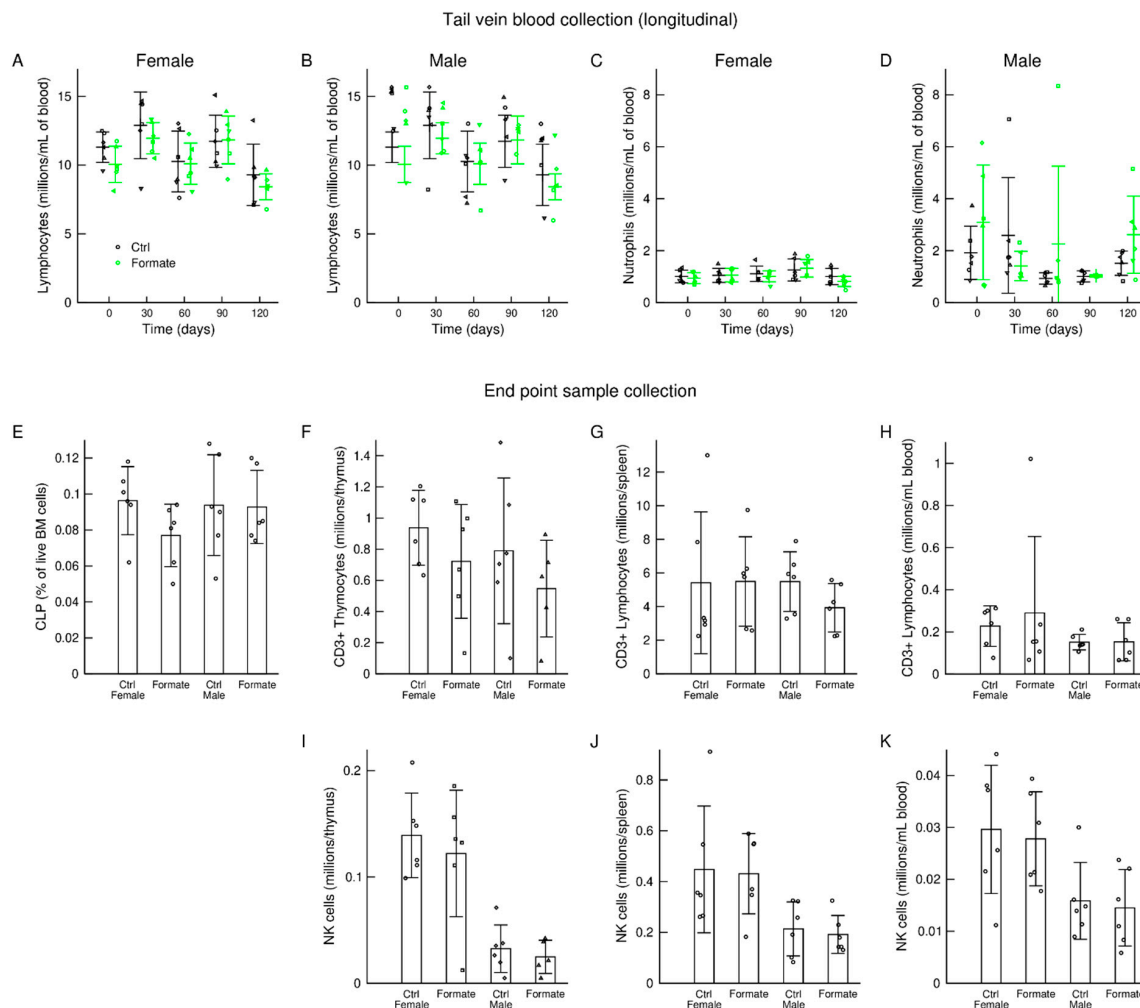 Tail vein blood collection (longitudinal)
A
Female
Lymphocytes (millions/mL of blood)
15
10
5
0
Ctrl
Formate
0 30 60 90 120
Time (days)
B
Male
Lymphocytes (millions/mL of blood)
15
10
5
0
0 30 60 90 120
Time (days)
C
Female
Nutrophils (millions/mL of blood)
8
6
4
2
0
0 30 60 90 120
Time (days)
D
Male
Neutrophils (millions/mL of blood)
8
6
4
2
0
0 30 60 90 120
Time (days)
End point sample collection
E
CLP (% of live BM cells)
0.12
0.1
0.08
0.06
0.04
0.02
0
Ctrl Formate Ctrl Formate
Female Male
F
CD3+ Thymocytes (millions/thymus)
1.4
1.2
1
0.8
0.6
0.4
0.2
0
Ctrl Formate Ctrl Formate
Female Male
G
CD3+ Lymphocytes (millions/spleen)
12
10
8
6
4
2
0
Ctrl Formate Ctrl Formate
Female Male
H
CD3+ Lymphocytes (millions/mL blood)
1
0.8
0.6
0.4
0.2
0
Ctrl Formate Ctrl Formate
Female Male
I
NK cells (millions/thymus)
0.2
0.1
0
Ctrl Formate Ctrl Formate
Female Male
J
NK cells (millions/spleen)
0.8
0.6
0.4
0.2
0
Ctrl Formate Ctrl Formate
Female Male
K
NK cells (millions/mL blood)
0.04
0.03
0.02
0.01
0
Ctrl Formate Ctrl Formate
Female Male